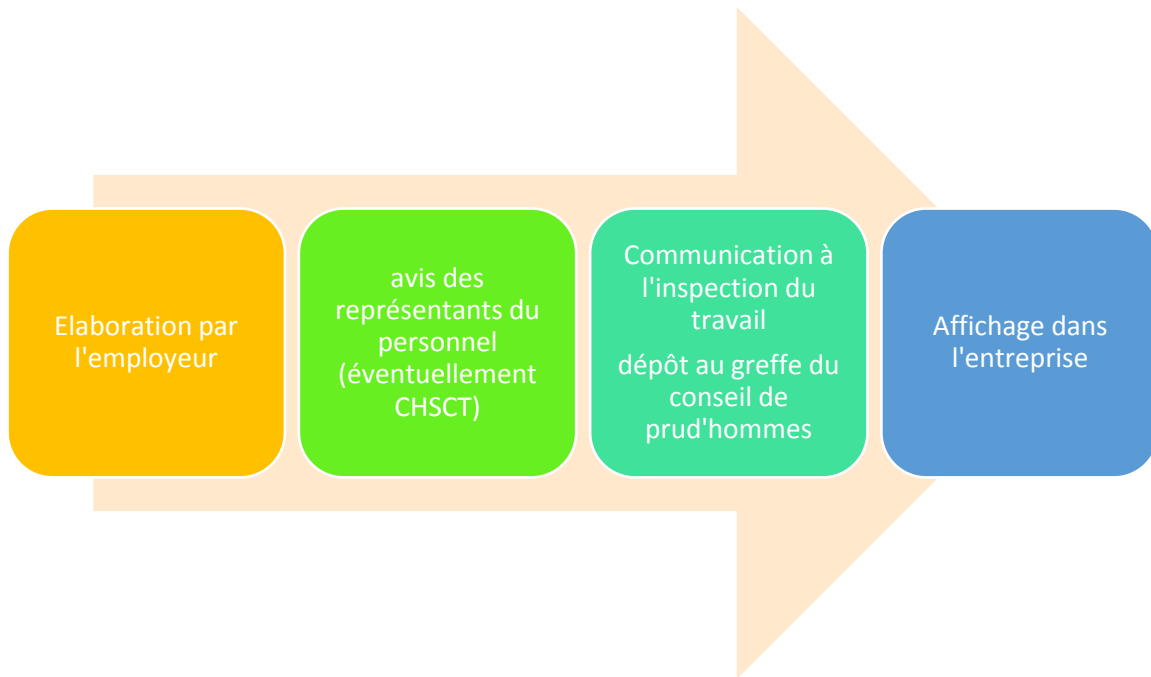 Elaboration par
l'employeur
avis des
représentants du
personnel
(éventuellement
CHSCT)
Communication à
l'inspection du
travail
dépôt au greffe du
conseil de
prud'hommes
Affichage dans
l'entreprise